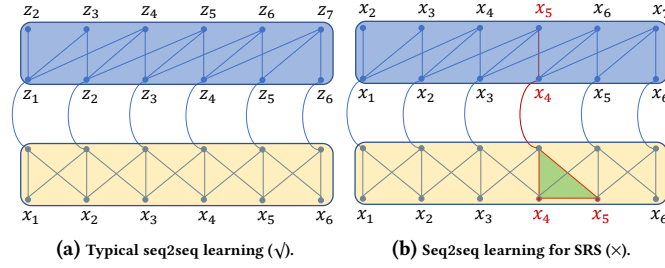 z₂ z₃ z₄ z₅ z₆ z₇
z₁ z₂ z₃ z₄ z₅ z₆
x₁ x₂ x₃ x₄ x₅ x₆
(a) Typical seq2seq learning (√).
x₂ x₃ x₄ x₅ x₆
x₁ x₂ x₃ x₄ x₅ x₆
x₁ x₂ x₃ x₄ x₅ x₆
(b) Seq2seq learning for SRS (×).